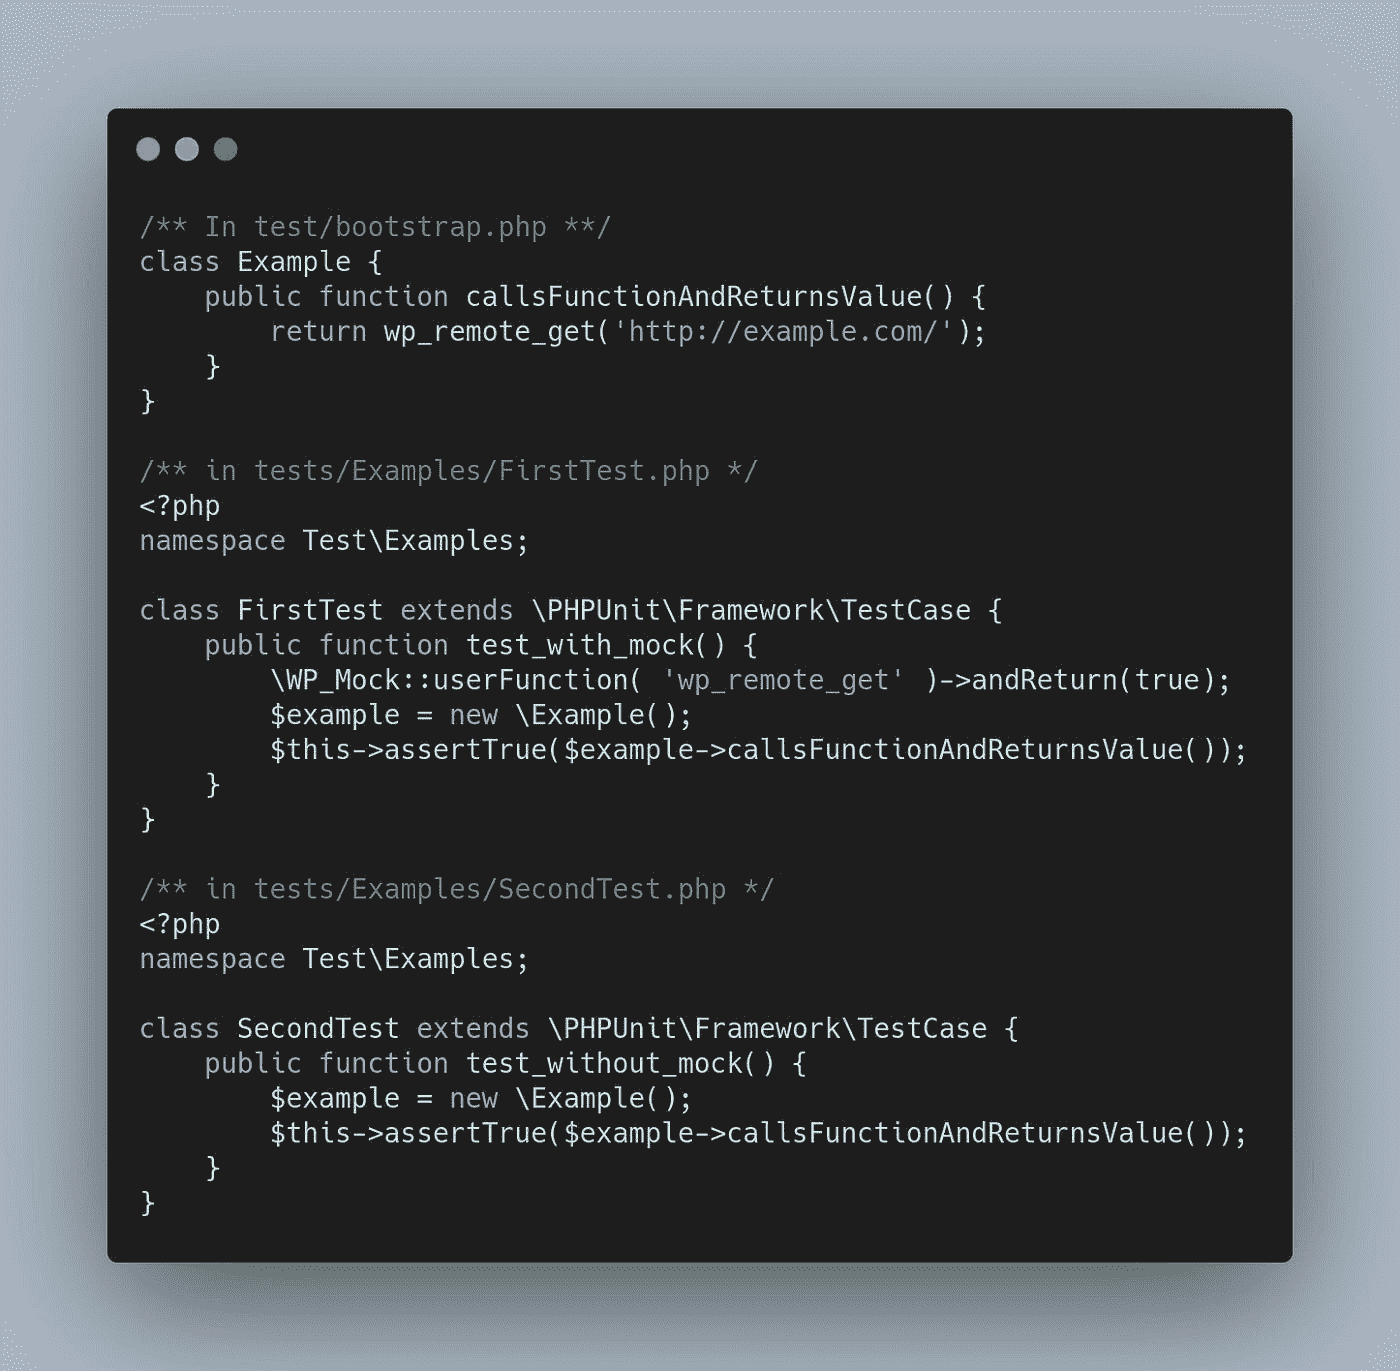 /** In test/bootstrap.php **/
class Example {
    public function callsFunctionAndReturnsValue() {
        return wp_remote_get('http://example.com/');
    }
}

/** in tests/Examples/FirstTest.php */
<?php
namespace Test\Examples;

class FirstTest extends \PHPUnit\Framework\TestCase {
    public function test_with_mock() {
        \WP_Mock::userFunction( 'wp_remote_get' )->andReturn(true);
        $example = new \Example();
        $this->assertTrue($example->callsFunctionAndReturnsValue());
    }
}

/** in tests/Examples/SecondTest.php */
<?php
namespace Test\Examples;

class SecondTest extends \PHPUnit\Framework\TestCase {
    public function test_without_mock() {
        $example = new \Example();
        $this->assertTrue($example->callsFunctionAndReturnsValue());
    }
}